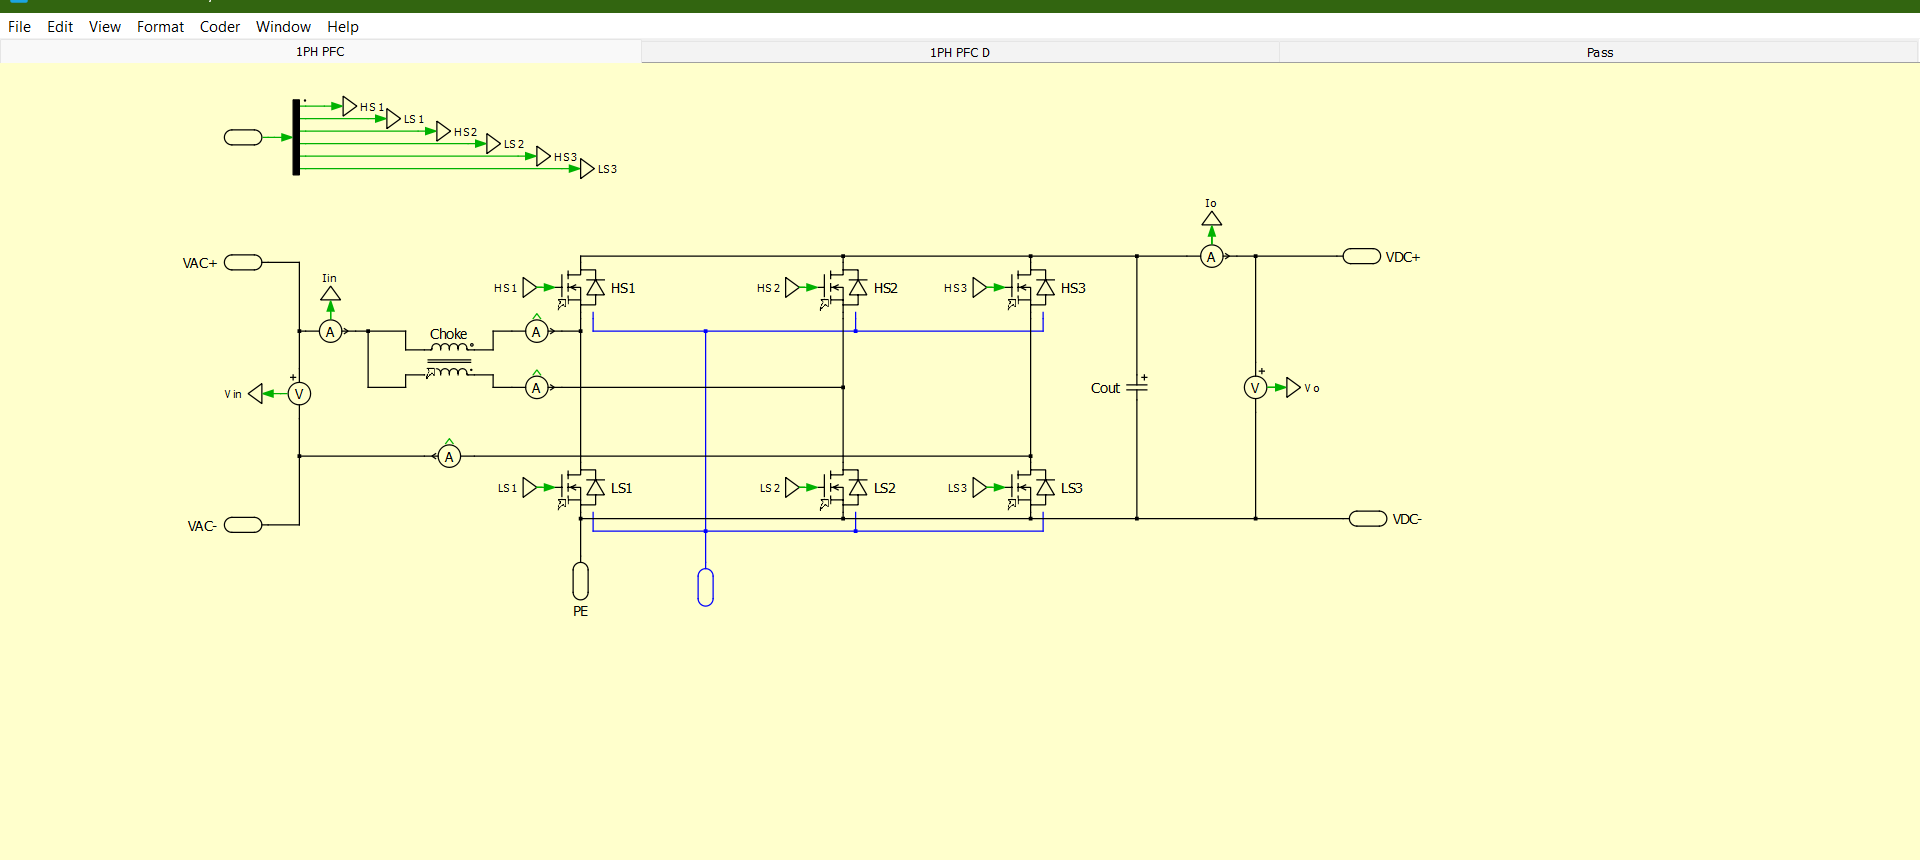 File Edit View Format Coder Window Help
1PH PFC 1PH PFC D Pass
HS1
LS1
HS2
LS2
HS3
LS3
Io
VAC+
A
VDC+
Iin
HS1 HS1 HS2 HS2 HS3 HS3
A Choke A
Vin V + A Cout + V + Vo
A
LS1 LS1 LS2 LS2 LS3 LS3
VAC- VDC-
PE